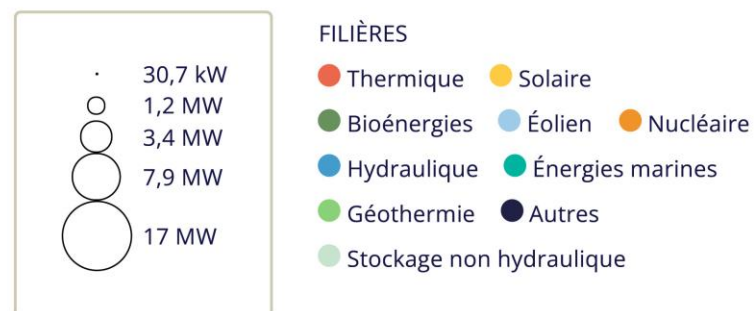 30,7 kW
1,2 MW
3,4 MW
7,9 MW
17 MW
FILIÈRES
Thermique Solaire
Bioénergies Éolien Nucléaire
Hydraulique Énergies marines
Géothermie Autres
Stockage non hydraulique